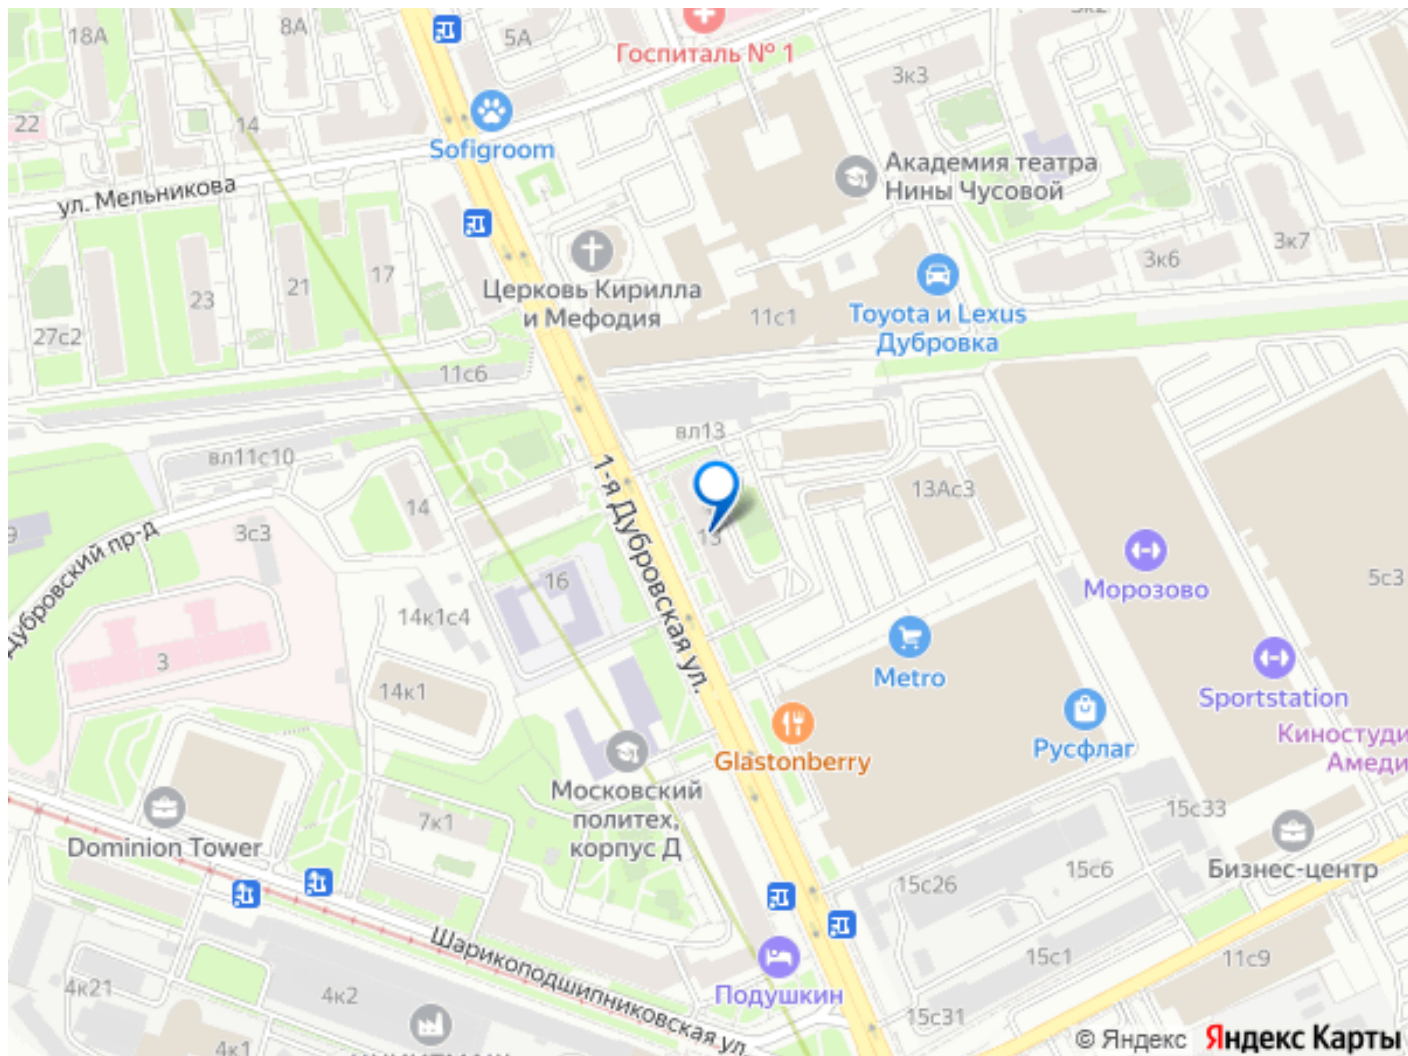 18А
8А
5А
Госпиталь № 1
3к3
22
14
Sofigroom
Академия театра
Нины Чусовой
ул. Мельникова
3к7
3к6
23
21
17
Церковь Кирилла
и Мефодия
11с1
Toyota и Lexus
Дубровка
27с2
11с6
вл13
вл11с10
14
13Ас3
1-я Дубровская ул.
13
3с3
Дубровский пр-д
16
Морозово
5с3
14к1с4
3
14к1
Metro
Sportstation
Русфлаг
Киностуди
Амеди
Glastonberry
Московский
политех,
корпус Д
7к1
Dominion Tower
15с33
Бизнес-центр
15с6
15с26
Шарикоподшипниковская ул.
15с1
11с9
4к21
4к2
Подушкин
15с31
4к1
© Яндекс Яндекс Карты